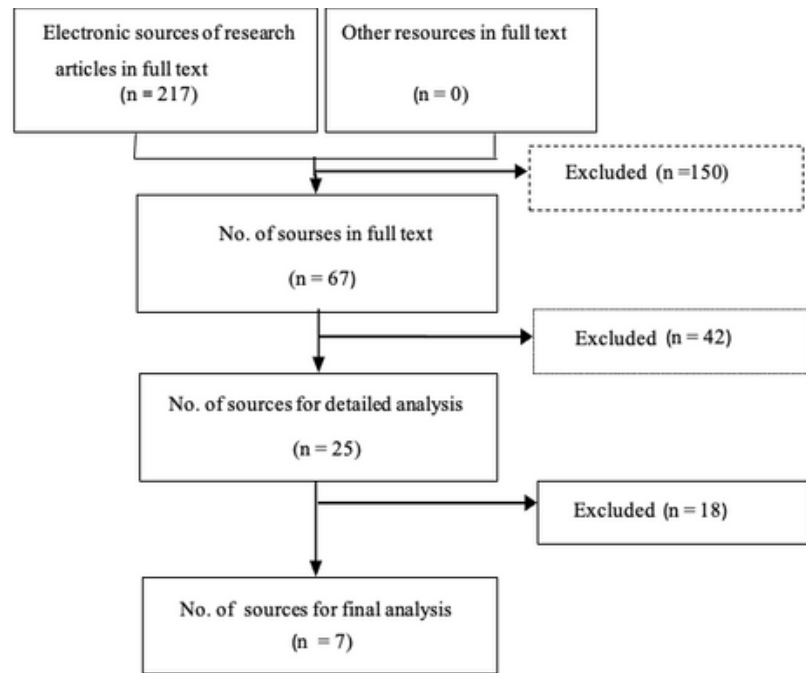 Electronic sources of research
articles in full text
(n = 217)
Other resources in full text
(n = 0)
Excluded (n =150)
No. of sourses in full text
(n = 67)
Excluded (n = 42)
No. of sources for detailed analysis
(n = 25)
Excluded (n = 18)
No. of sources for final analysis
(n = 7)